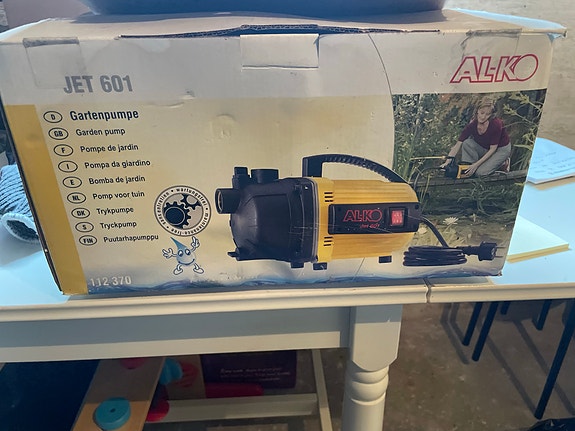 JET 601
AL-KO
D Gartenpumpe
GB Garden pump
F Pompe de jardin
I Pompa da giardino
E Bomba de jardin
NL Pomp voor tuin
DK Trykpumpe
S Tryckpump
FIN Puutarhapumppu
112 370
AL-KO
Jet 601